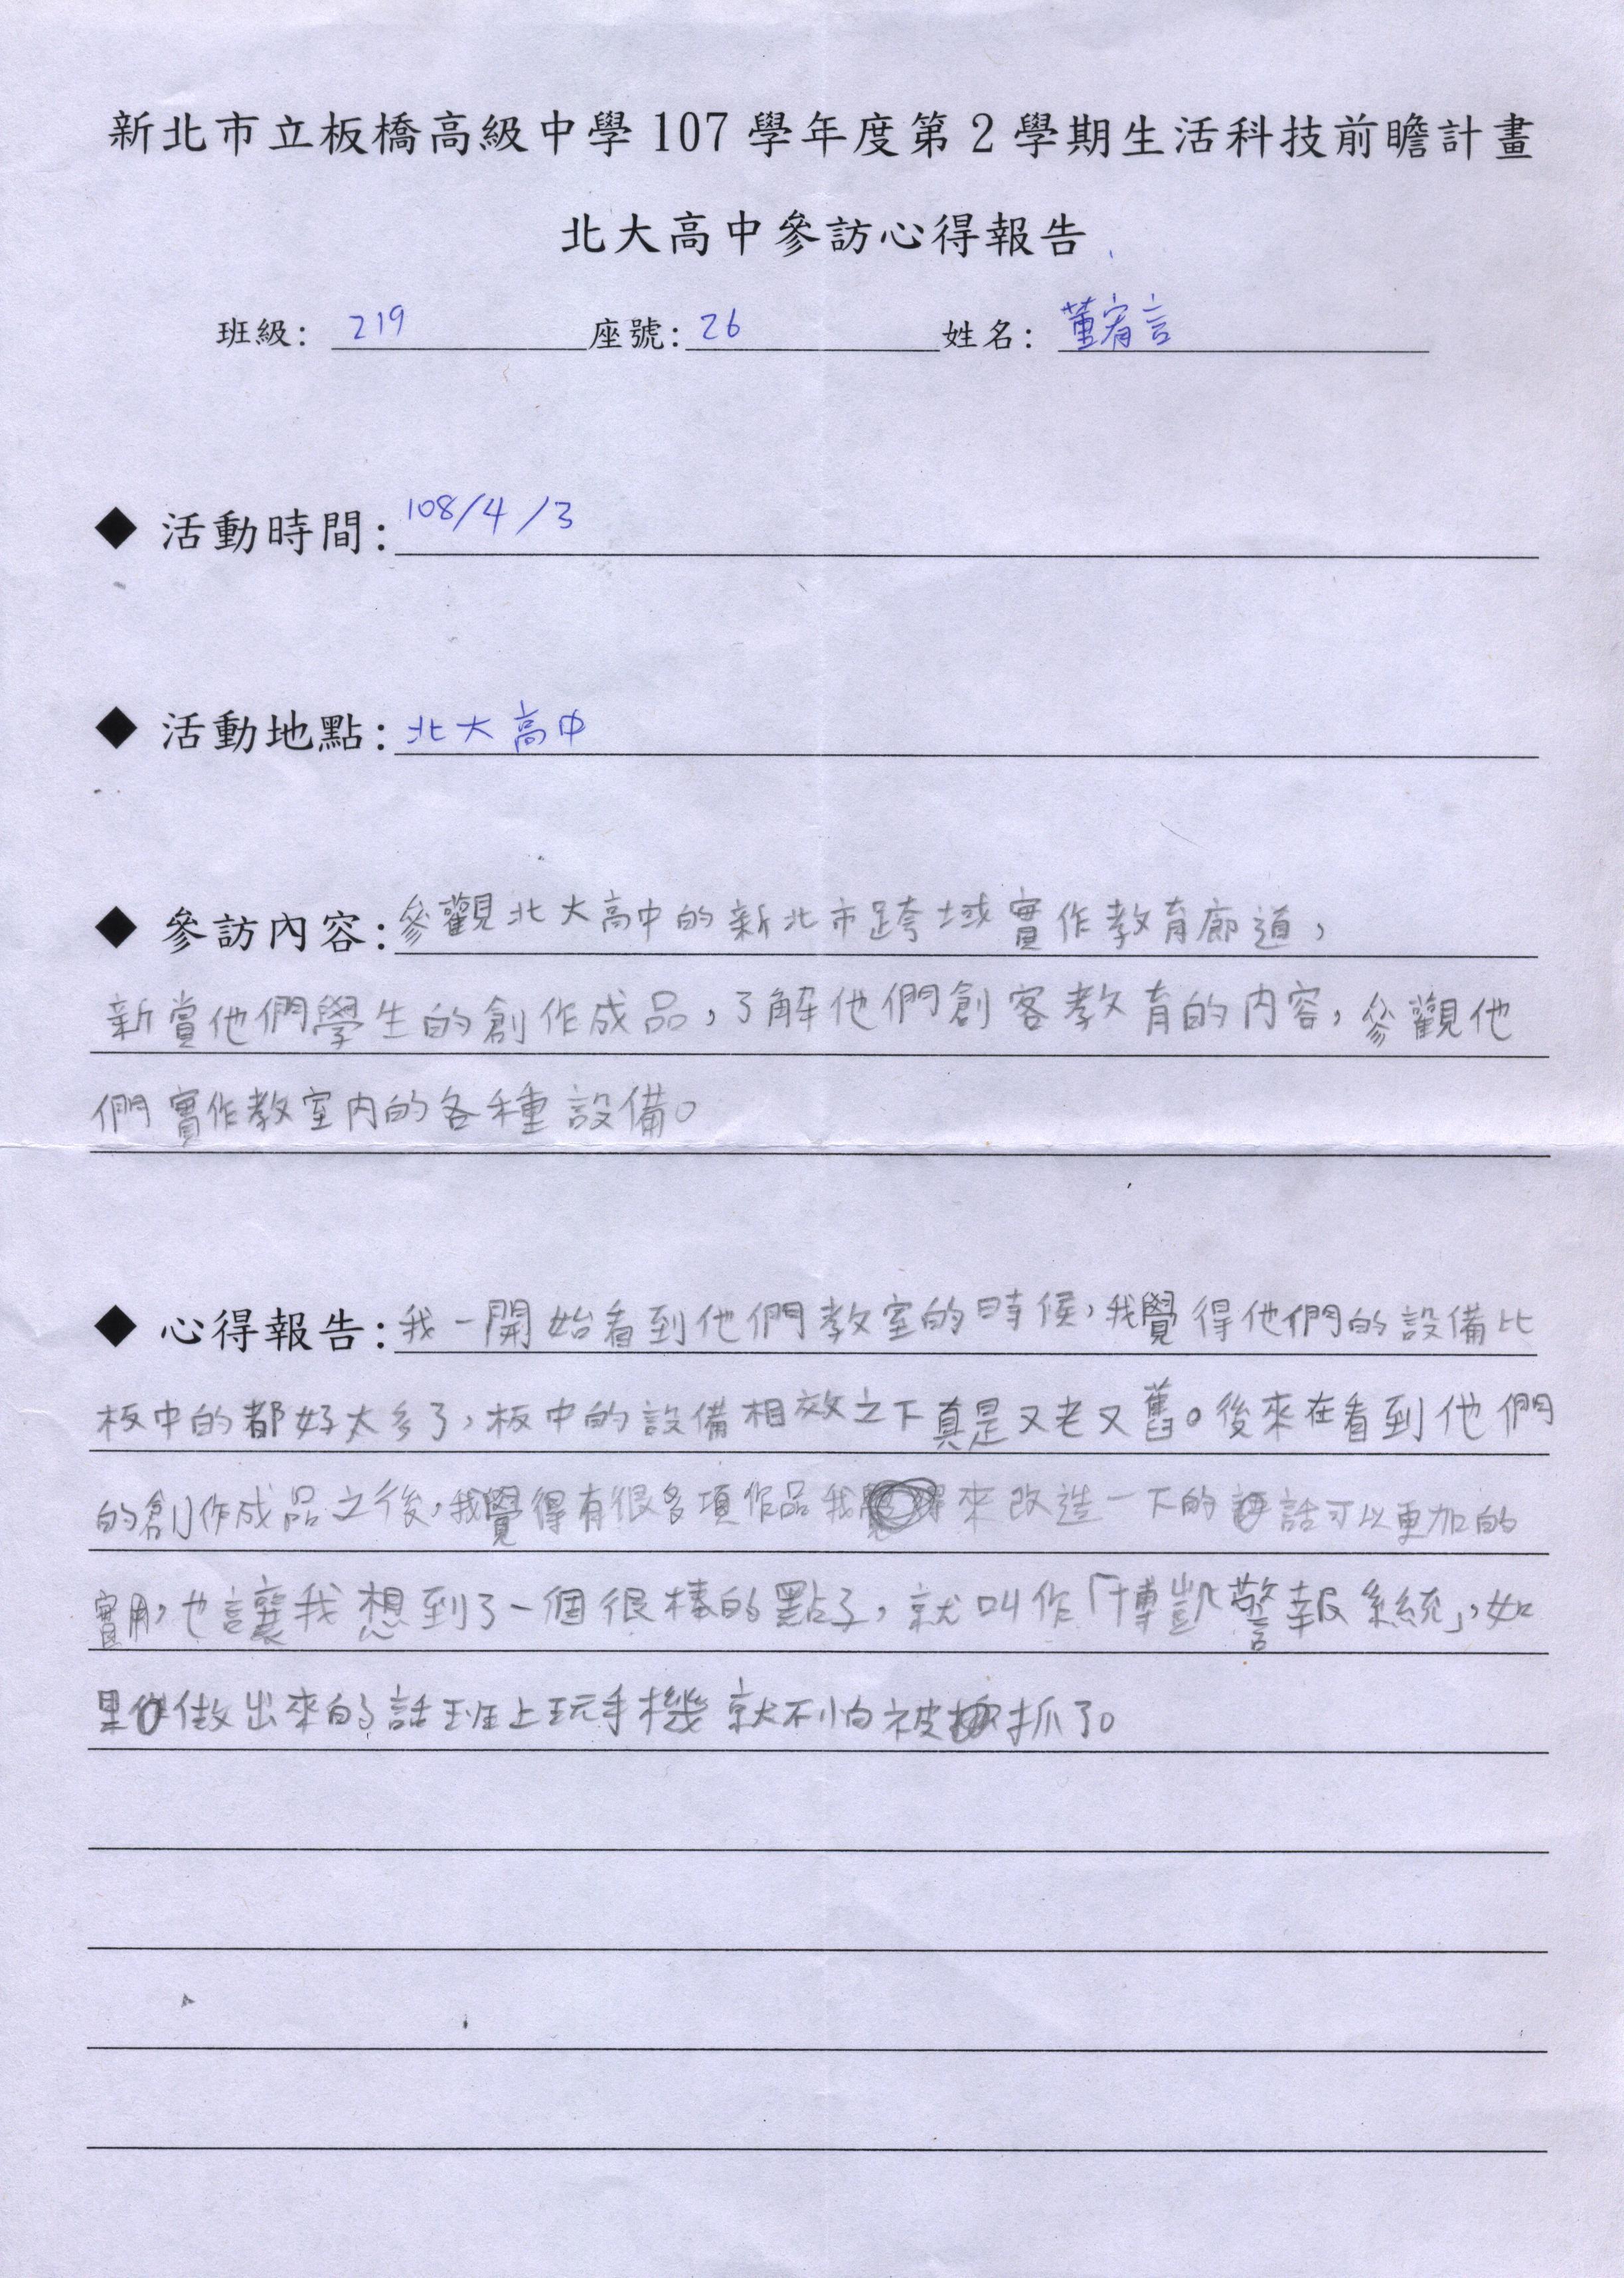 新北市立板橋高級中學 107 學年度第 2 學期生活科技前瞻計畫
北大高中參訪心得報告
班級: 219 座號: 26 姓名: 董宥言
◆ 活動時間: 108/4/3
◆ 活動地點: 北大高中
◆ 參訪內容: 參觀北大高中的新北市跨域實作教育廊道,
新賞他們學生的創作成品,了解他們創客教育的內容,參觀他
們實作教室內的各種設備。
◆ 心得報告: 我一開始看到他們教室的時候,我覺得他們的設備比
板中的都好太多了,板中的設備相效之下真是又老又舊。後來在看到他們
的創作成品之後,我覺得有很多項作品我來改造一下的話可以更加的
實用,也讓我想到了一個很棒的點子,就叫作「博凱警報系統」,如
果做出來的話班上玩手機就不怕被抓了。